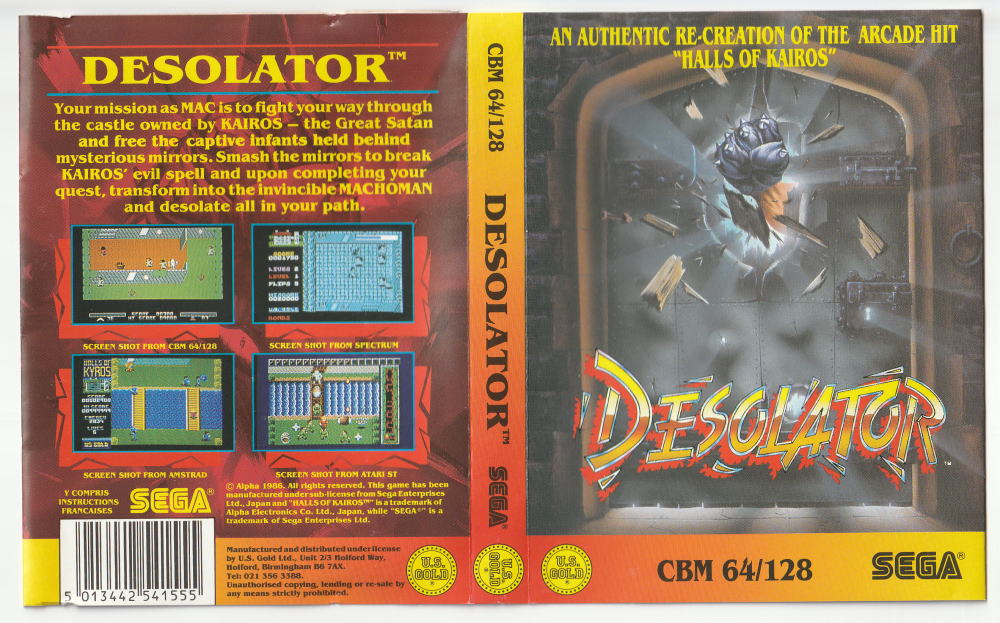 DESOLATOR™
Your mission as MAC is to fight your way through
the castle owned by KAIROS — the Great Satan
and free the captive infants held behind
mysterious mirrors. Smash the mirrors to break
KAIROS' evil spell and upon completing your
quest, transform into the invincible MACHOMAN
and desolate all in your path.
SCREEN SHOT FROM CBM 64/128
SCREEN SHOT FROM SPECTRUM
HALLS OF
KYROS
SCREEN SHOT FROM AMSTRAD
SCREEN SHOT FROM ATARI ST
Y COMPRIS
INSTRUCTIONS
FRANCAISES
SEGA®
© Alpha 1986. All rights reserved. This game has been
manufactured under sub-license from Sega Enterprises
Ltd., Japan and "HALLS OF KAIROS™" is a trademark of
Alpha Electronics Co. Ltd., Japan, while "SEGA®" is a
trademark of Sega Enterprises Ltd.
5 013442 541555
Manufactured and distributed under license
by U.S. Gold Ltd., Unit 2/3 Holford Way,
Holford, Birmingham B6 7AX.
Tel: 021 356 3388.
Unauthorised copying, lending or re-sale by
any means strictly prohibited.
U.S.
GOLD
CBM 64/128
DESOLATOR™
SEGA®
U.S.
GOLD
AN AUTHENTIC RE-CREATION OF THE ARCADE HIT
"HALLS OF KAIROS"
DESOLATOR™
U.S.
GOLD
CBM 64/128
SEGA®